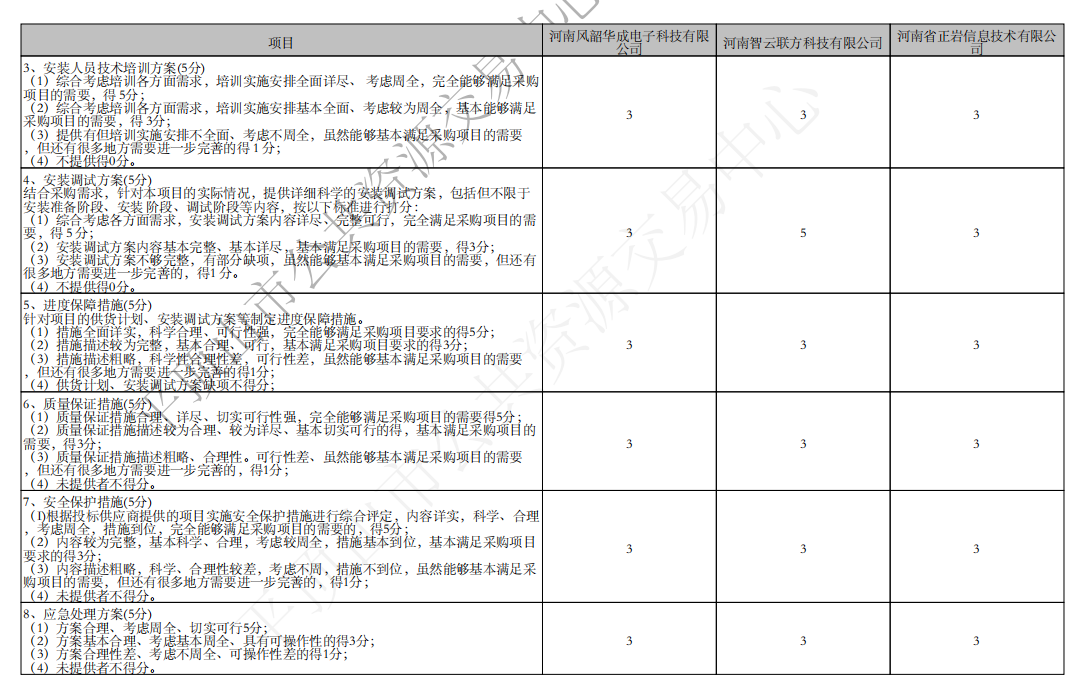 项目
河南风韶华成电子科技有限
公司
河南智云联方科技有限公司
河南省正岩信息技术有限公
司
3、安装人员技术培训方案(5分)
（1）综合考虑培训各方面需求，培训实施安排全面详尽、 考虑周全，完全能够满足采购
项目的需要，得 5分；
（2）综合考虑培训各方面需求，培训实施安排基本全面、考虑较为周全，基本能够满足
采购项目的需要，得 3分；
（3）提供有但培训实施安排不全面、考虑不周全，虽然能够基本满足采购项目的需要
，但还有很多地方需要进一步完善的得 1 分；
（4）不提供得0分。
3
3
3
4、安装调试方案(5分)
结合采购需求，针对本项目的实际情况，提供详细科学的安装调试方案，包括但不限于
安装准备阶段、安装 阶段、调试阶段等内容，按以下标准进行打分：
（1）综合考虑各方面需求，安装调试方案内容详尽、完整可行，完全满足采购项目的需
要，得 5 分；
（2）安装调试方案内容基本完整、基本详尽，基本满足采购项目的需要，得3分；
（3）安装调试方案不够完整，有部分缺项，虽然能够基本满足采购项目的需要，但还有
很多地方需要进一步完善的，得1 分。
（4）不提供得0分。
3
5
3
5、进度保障措施(5分)
针对项目的供货计划、安装调试方案等制定进度保障措施。
（1）措施全面详实，科学合理、可行性强，完全能够满足采购项目要求的得5分；
（2）措施描述较为完整，基本合理、可行，基本满足采购项目要求的得3分；
（3）措施描述粗略，科学性合理性差，可行性差，虽然能够基本满足采购项目的需要
，但还有很多地方需要进一步完善的得1分；
（4）供货计划、安装调试方案缺项不得分；
3
3
3
6、质量保证措施(5分)
（1）质量保证措施合理、详尽、切实可行性强，完全能够满足采购项目的需要得5分；
（2）质量保证措施描述较为合理、较为详尽、基本切实可行的得，基本满足采购项目的
需要，得3分；
（3）质量保证措施描述粗略、合理性。可行性差、虽然能够基本满足采购项目的需要
，但还有很多地方需要进一步完善的，得1分；
（4）未提供者不得分。
3
3
3
7、安全保护措施(5分)
（I)根据投标供应商提供的项目实施安全保护措施进行综合评定，内容详实，科学、合理
，考虑周全，措施到位，完全能够满足采购项目的需要的，得5分；
（2）内容较为完整，基本科学、合理，考虑较周全，措施基本到位，基本满足采购项目
要求的得3分；
（3）内容描述粗略，科学、合理性较差，考虑不周，措施不到位，虽然能够基本满足采
购项目的需要，但还有很多地方需要进一步完善的，得1分；
（4）未提供者不得分。
3
3
3
8、应急处理方案(5分)
（1）方案合理、考虑周全、切实可行5分；
（2）方案基本合理、考虑基本周全、具有可操作性的得3分；
（3）方案合理性差、考虑不周全、可操作性差的得1分；
（4）未提供者不得分。
3
3
3
平顶山市公共资源交易中心
平顶山市公共资源交易中心